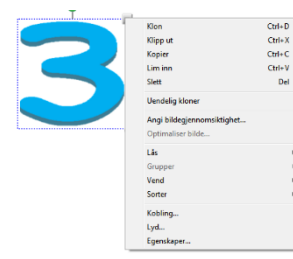 3
Klon Ctrl+D
Klipp ut Ctrl+X
Kopier Ctrl+C
Lim inn Ctrl+V
Slett Del
Uendelig kloner
Angi bildegjennomsiktighet...
Optimaliser bilde...
Lås
Grupper
Vend
Sorter
Kobling...
Lyd...
Egenskaper...